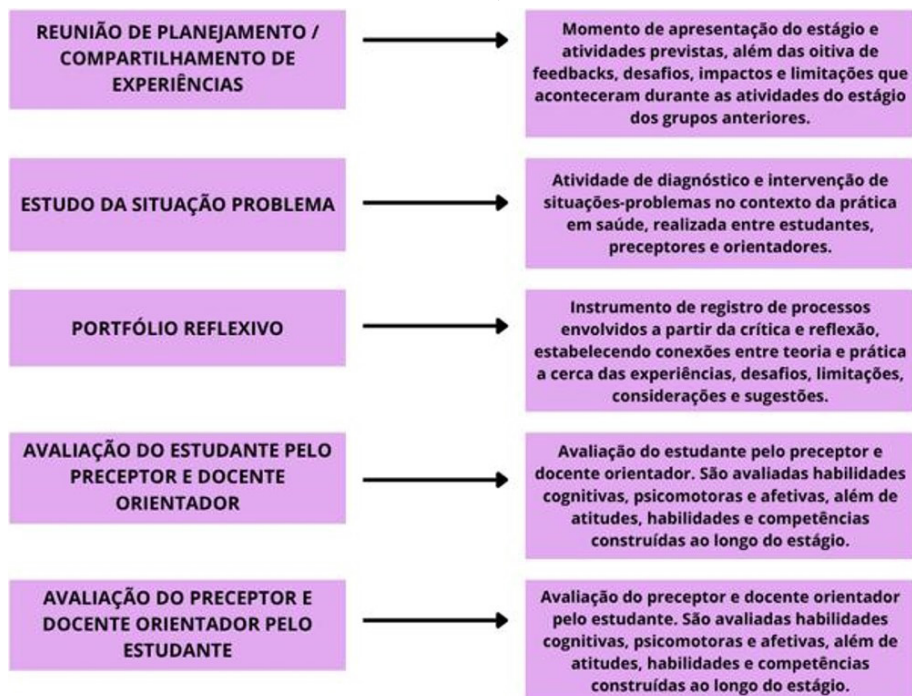 REUNIÃO DE PLANEJAMENTO /
COMPARTILHAMENTO DE
EXPERIÊNCIAS
Momento de apresentação do estágio e
atividades previstas, além das oitiva de
feedbacks, desafios, impactos e limitações que
aconteceram durante as atividades do estágio
dos grupos anteriores.
ESTUDO DA SITUAÇÃO PROBLEMA
Atividade de diagnóstico e intervenção de
situações-problemas no contexto da prática
em saúde, realizada entre estudantes,
preceptores e orientadores.
PORTFÓLIO REFLEXIVO
Instrumento de registro de processos
envolvidos a partir da crítica e reflexão,
estabelecendo conexões entre teoria e prática
a cerca das experiências, desafios, limitações,
considerações e sugestões.
AVALIAÇÃO DO ESTUDANTE PELO
PRECEPTOR E DOCENTE
ORIENTADOR
Avaliação do estudante pelo preceptor e
docente orientador. São avaliadas habilidades
cognitivas, psicomotoras e afetivas, além de
atitudes, habilidades e competências
construídas ao longo do estágio.
AVALIAÇÃO DO PRECEPTOR E
DOCENTE ORIENTADOR PELO
ESTUDANTE
Avaliação do preceptor e docente orientador
pelo estudante. São avaliadas habilidades
cognitivas, psicomotoras e afetivas, além de
atitudes, habilidades e competências
construídas ao longo do estágio.